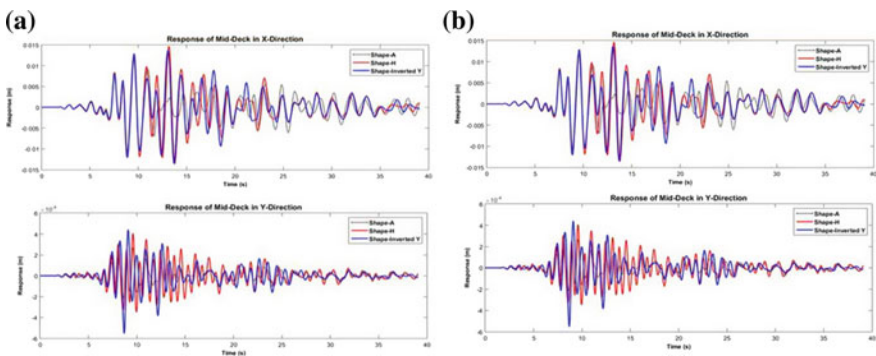 (a)
Response of Mid-Deck in X-Direction
Shape-A
Shape-H
Shape-Inverted Y
Response (m)
0.015
0.01
0.005
0
-0.005
-0.01
-0.015
0 5 10 15 20 25 30 35 40
Time (s)
Response of Mid-Deck in Y-Direction
Shape-A
Shape-H
Shape-Inverted Y
Response (m)
6
4
2
0
-2
-4
-6
0 5 10 15 20 25 30 35 40
Time (s)
(b)
Response of Mid-Deck in X-Direction
Shape-A
Shape-H
Shape-Inverted Y
Response (m)
0.015
0.01
0.005
0
-0.005
-0.01
-0.015
0 5 10 15 20 25 30 35 40
Time (s)
Response of Mid-Deck in Y-Direction
Shape-A
Shape-H
Shape-Inverted Y
Response (m)
6
4
2
0
-2
-4
-6
0 5 10 15 20 25 30 35 40
Time (s)